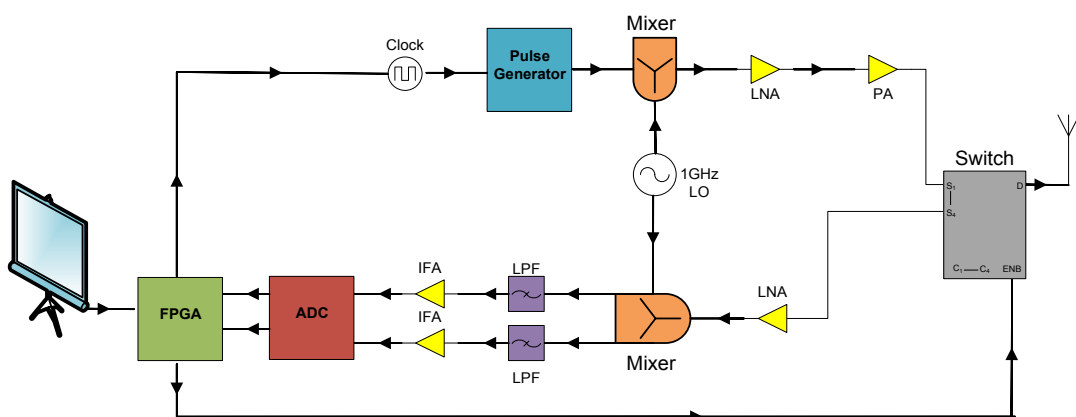 Mixer
Clock
Pulse
Generator
LNA
PA
1GHz
LO
Switch
S1
S4
D
C1
C4
ENB
IFA
LPF
LNA
FPGA
ADC
IFA
LPF
Mixer